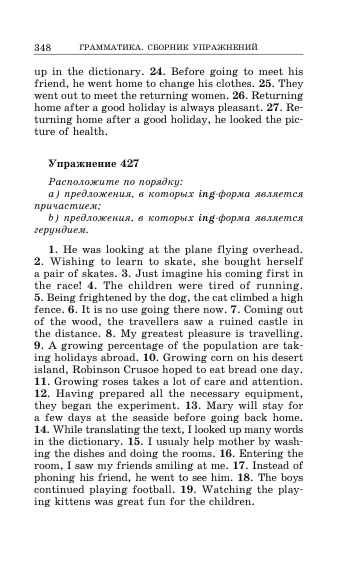 348 ГРАММАТИКА. СБОРНИК УПРАЖНЕНИЙ
up in the dictionary. 24. Before going to meet his
friend, he went home to change his clothes. 25. They
went out to meet the returning women. 26. Returning
home after a good holiday is always pleasant. 27. Re-
turning home after a good holiday, he looked the pic-
ture of health.
Упражнение 427
Расположите по порядку:
а) предложения, в которых ing-форма является
причастием;
b) предложения, в которых ing-форма является
герундием.
1. He was looking at the plane flying overhead.
2. Wishing to learn to skate, she bought herself
a pair of skates. 3. Just imagine his coming first in
the race! 4. The children were tired of running.
5. Being frightened by the dog, the cat climbed a high
fence. 6. It is no use going there now. 7. Coming out
of the wood, the travellers saw a ruined castle in
the distance. 8. My greatest pleasure is travelling.
9. A growing percentage of the population are tak-
ing holidays abroad. 10. Growing corn on his desert
island, Robinson Crusoe hoped to eat bread one day.
11. Growing roses takes a lot of care and attention.
12. Having prepared all the necessary equipment,
they began the experiment. 13. Mary will stay for
a few days at the seaside before going back home.
14. While translating the text, I looked up many words
in the dictionary. 15. I usualy help mother by wash-
ing the dishes and doing the rooms. 16. Entering the
room, I saw my friends smiling at me. 17. Instead of
phoning his friend, he went to see him. 18. The boys
continued playing football. 19. Watching the play-
ing kittens was great fun for the children.